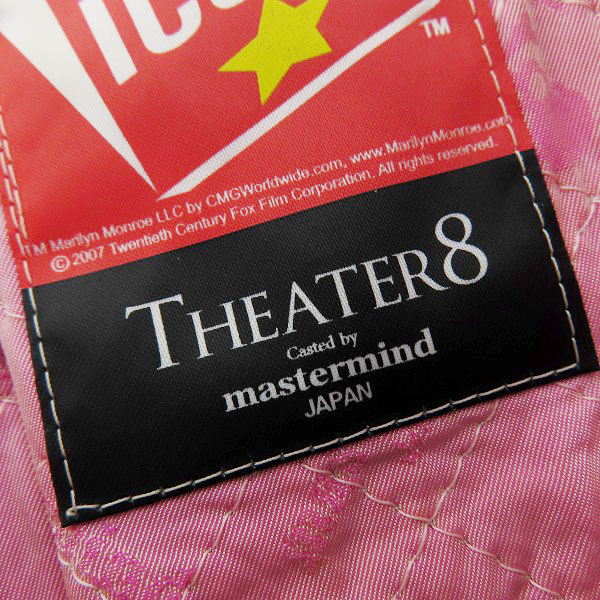 TM
TM Marilyn Monroe LLC by CMGWorldwide.com, www.MarilynMonroe.com
© 2007 Twentieth Century Fox Film Corporation. All rights reserved.
THEATER8
Casted by
mastermind
JAPAN